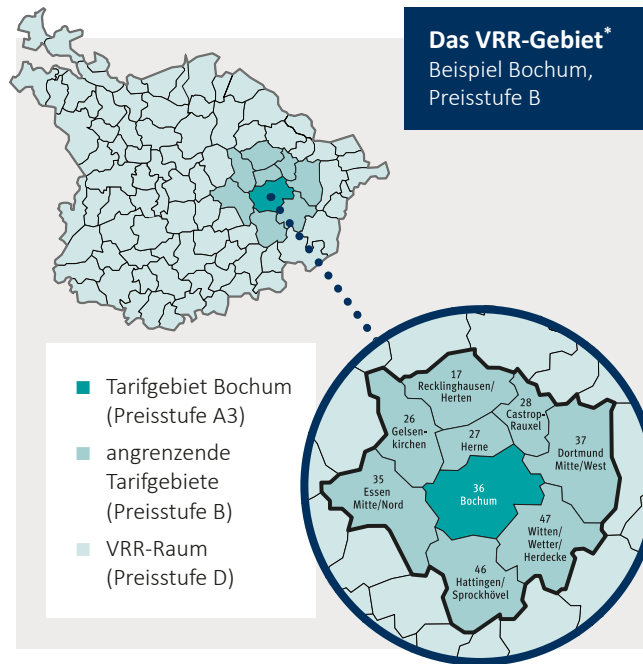 Das VRR-Gebiet*
Beispiel Bochum,
Preisstufe B
Tarifgebiet Bochum
(Preisstufe A3)
angrenzende
Tarifgebiete
(Preisstufe B)
VRR-Raum
(Preisstufe D)
17
Recklinghausen/
Herten
28
Castrop-
Rauxel
26
Gelsen-
kirchen
27
Herne
37
Dortmund
Mitte/West
35
Essen
Mitte/Nord
36
Bochum
47
Witten/
Wetter/
Herdecke
46
Hattingen/
Sprockhövel